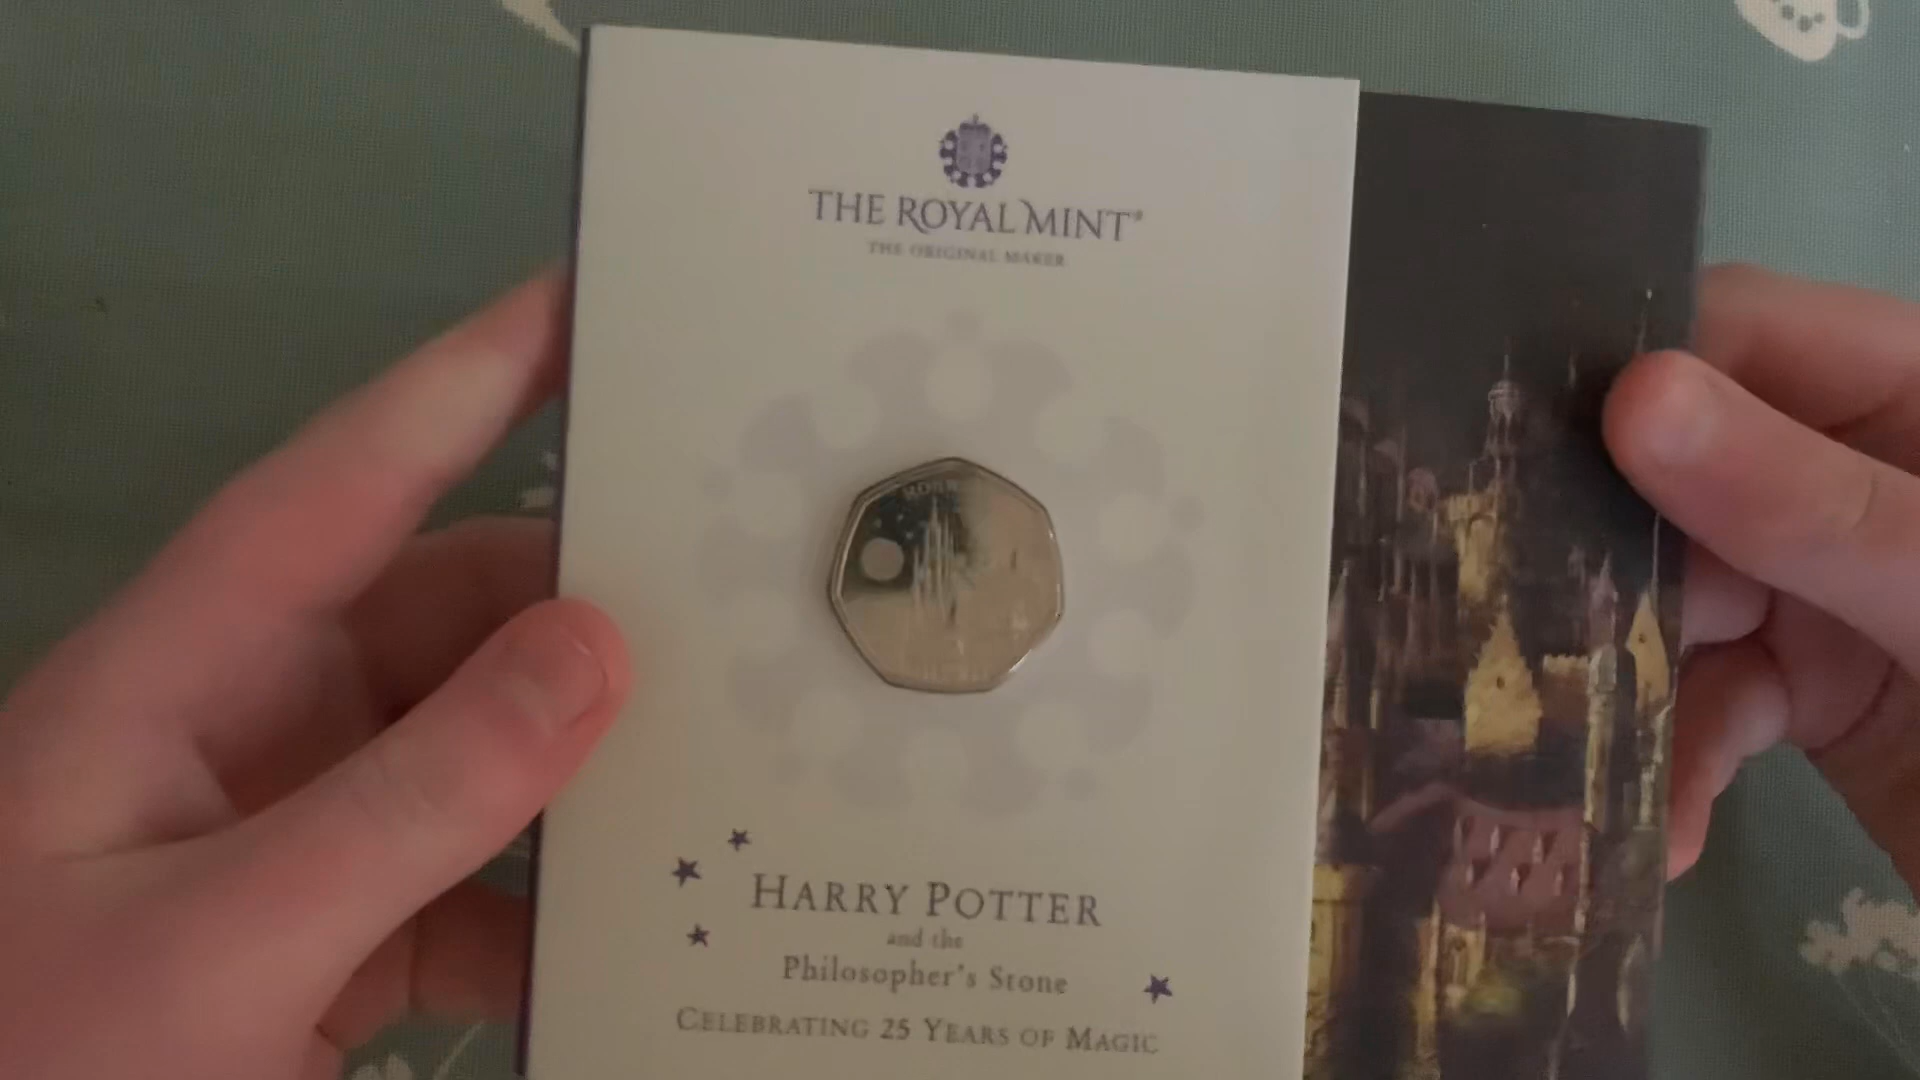 THE ROYAL MINT®
THE ORIGINAL MAKER
HARRY POTTER
and the
Philosopher's Stone
CELEBRATING 25 YEARS OF MAGIC